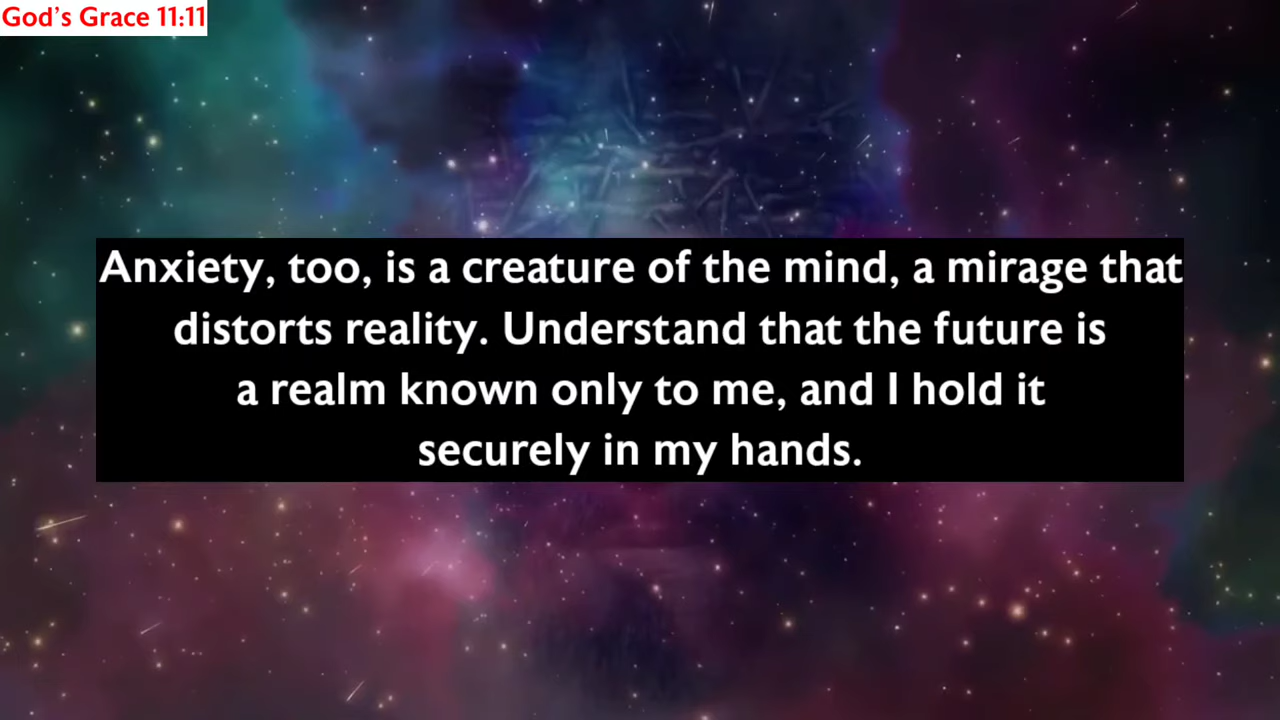 God's Grace 11:11
Anxiety, too, is a creature of the mind, a mirage that
distorts reality. Understand that the future is
a realm known only to me, and I hold it
securely in my hands.